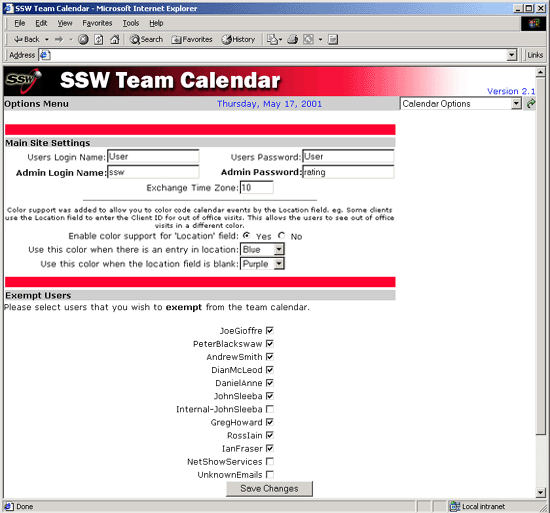 SSW Team Calendar - Microsoft Internet Explorer
File Edit View Favorites Tools Help
Back Search Favorites History
Address Links
SSW SSW Team Calendar
Version 2.1
Options Menu Thursday, May 17, 2001 Calendar Options
Main Site Settings
Users Login Name: User Users Password: User
Admin Login Name: ssw Admin Password: rating
Exchange Time Zone: 10
Color support was added to allow you to color code calendar events by the Location field. eg. Some clients
use the Location field to enter the Client ID for out of office visits. This allows the users to see out of office
visits in a different color.
Enable color support for 'Location' field: Yes No
Use this color when there is an entry in location: Blue
Use this color when the location field is blank: Purple
Exempt Users
Please select users that you wish to exempt from the team calendar.
JoeGioffre
PeterBlackswaw
AndrewSmith
DianMcLeod
DanielAnne
JohnSleeba
Internal-JohnSleeba
GregHoward
RossIain
IanFraser
NetShowServices
UnknownEmails
Save Changes
Done Local intranet